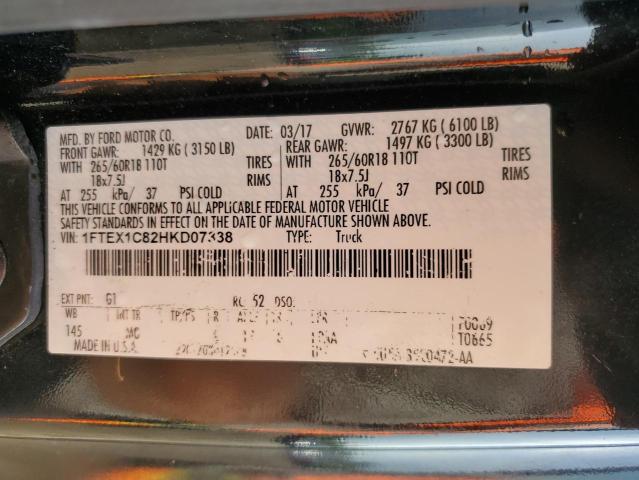 MFD. BY FORD MOTOR CO.
DATE: 03/17 GVWR: 2767 KG (6100 LB)
FRONT GAWR: 1429 KG (3150 LB)
REAR GAWR: 1497 KG (3300 LB)
WITH 265/60R18 110T TIRES
WITH 265/60R18 110T TIRES
18x7.5J RIMS
18x7.5J RIMS
AT 255 kPa/ 37 PSI COLD
AT 255 kPa/ 37 PSI COLD
THIS VEHICLE CONFORMS TO ALL APPLICABLE FEDERAL MOTOR VEHICLE
SAFETY STANDARDS IN EFFECT ON THE DATE OF MANUFACTURE SHOWN ABOVE.
VIN: TYPE: Truck
EXT PNT: G1 RC: 52 DSO:
WB INT TR R
145
MADE IN U.S.A.